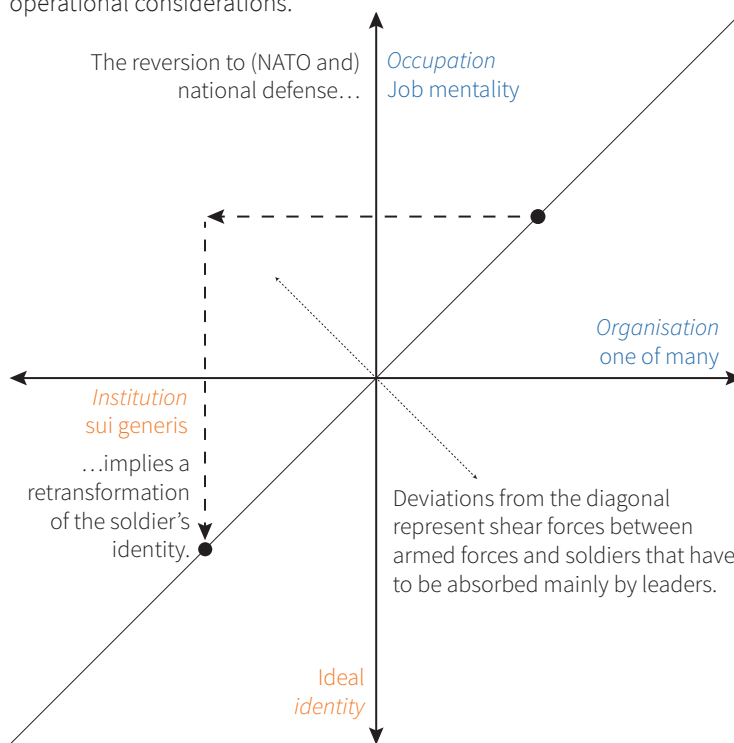 operational considerations.
The reversion to (NATO and)
national defense…
Occupation
Job mentality
Organisation
one of many
Institution
sui generis
…implies a
retransformation
of the soldier’s
identity.
Deviations from the diagonal
represent shear forces between
armed forces and soldiers that have
to be absorbed mainly by leaders.
Ideal
identity